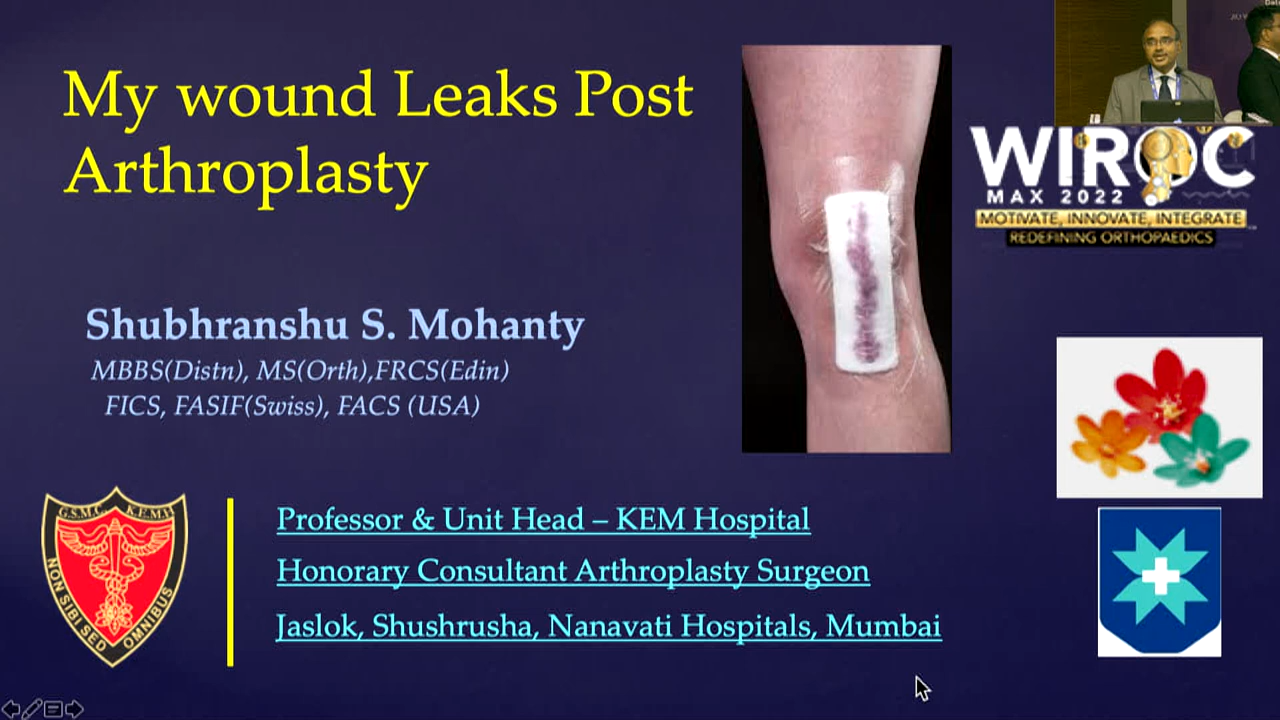 My wound Leaks Post
Arthroplasty
Shubhranshu S. Mohanty
MBBS(Distn), MS(Orth),FRCS(Edin)
FICS, FASIF(Swiss), FACS (USA)
WIROC
MAX 2022
MOTIVATE, INNOVATE, INTEGRATE
REDEFINING ORTHOPAEDICS
G.S.M.C. K.E.M.H.
NON SIBI SED OMNIBUS
Professor & Unit Head – KEM Hospital
Honorary Consultant Arthroplasty Surgeon
Jaslok, Shushrusha, Nanavati Hospitals, Mumbai